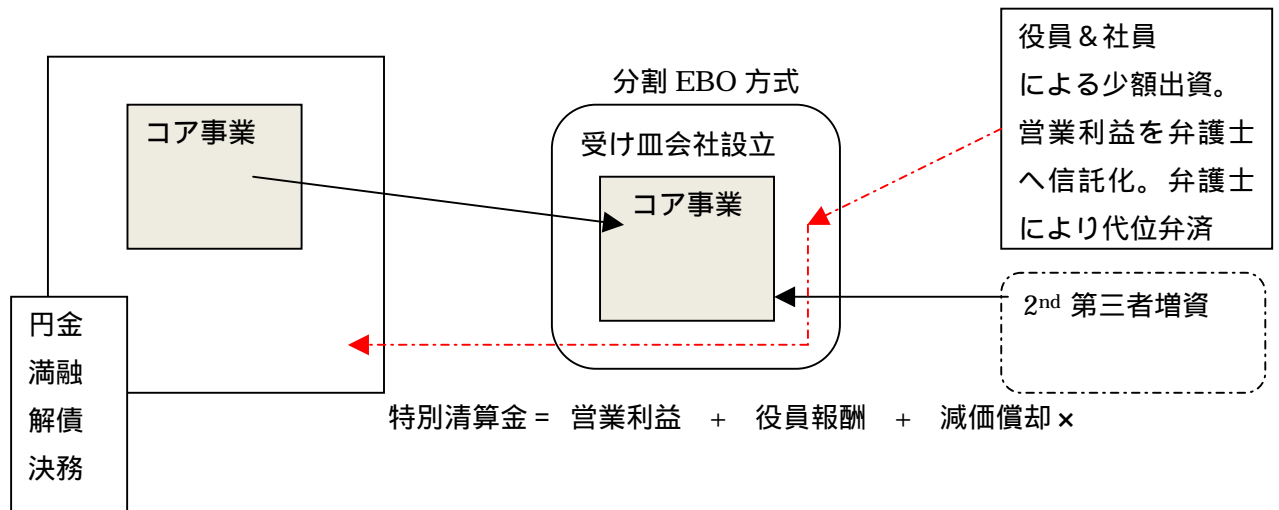 役員＆社員
による少額出資。
営業利益を弁護士
へ信託化。弁護士
により代位弁済
分割 EBO 方式
コア事業
受け皿会社設立
コア事業
2nd 第三者増資
円金
満融
解債
決務
特別清算金 = 営業利益 + 役員報酬 + 減価償却×